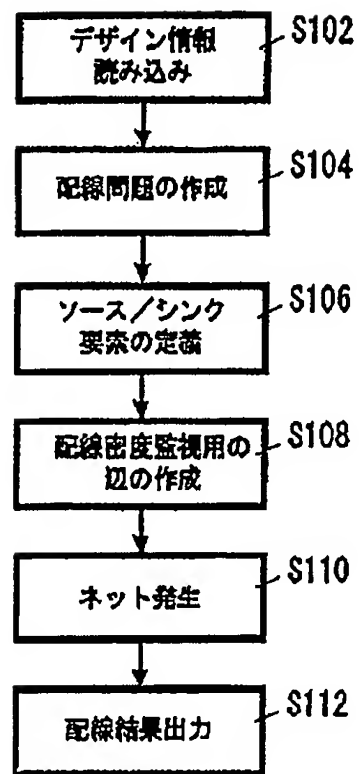 デザイン情報
読み込み
S102
配線問題の作成
S104
ソース/シンク
要素の定義
S106
配線密度監視用の
辺の作成
S108
ネット発生
S110
配線結果出力
S112